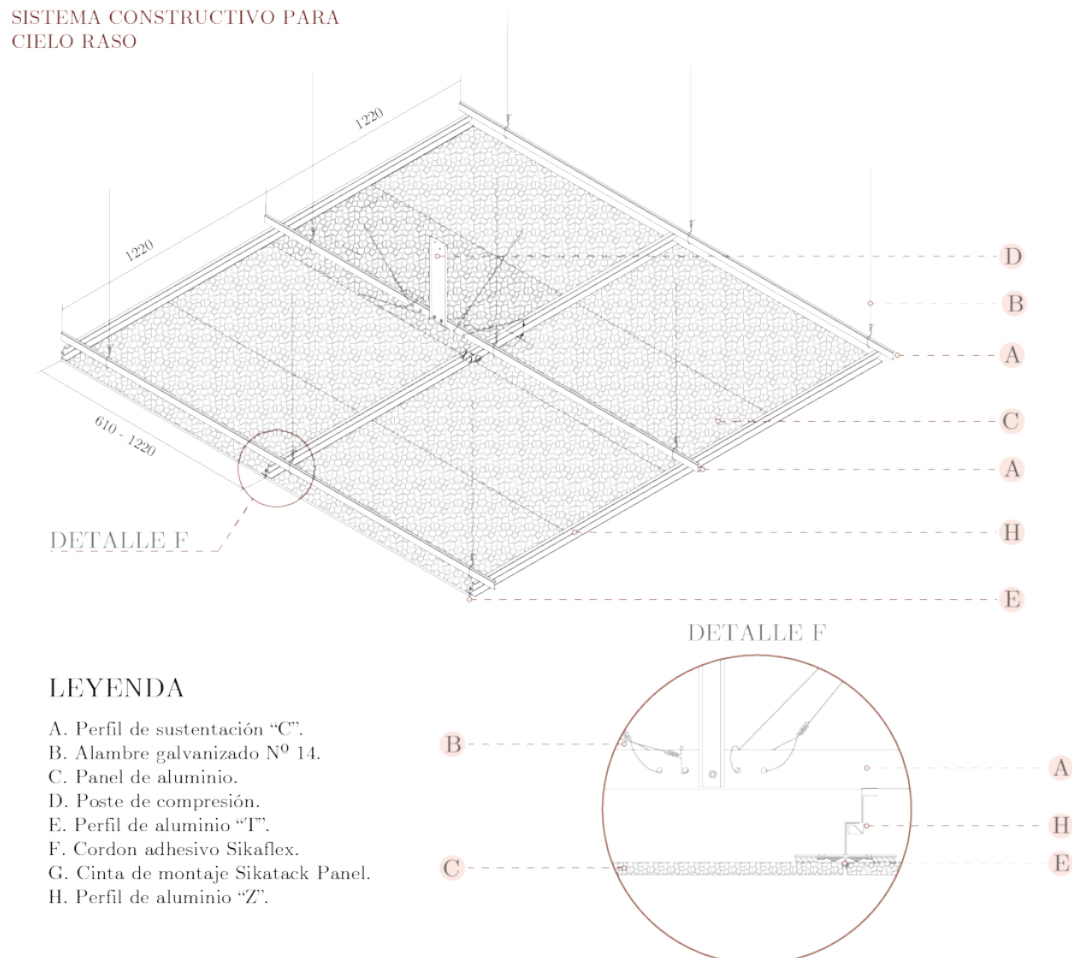 SISTEMA CONSTRUCTIVO PARA
CIELO RASO
1220
1220
610 - 1220
D
B
A
C
A
H
E
DETALLE F
DETALLE F
LEYENDA
A. Perfil de sustentación “C”.
B. Alambre galvanizado Nº 14.
C. Panel de aluminio.
D. Poste de compresión.
E. Perfil de aluminio “T”.
F. Cordon adhesivo Sikaflex.
G. Cinta de montaje Sikatack Panel.
H. Perfil de aluminio “Z”.
B
A
H
E
C